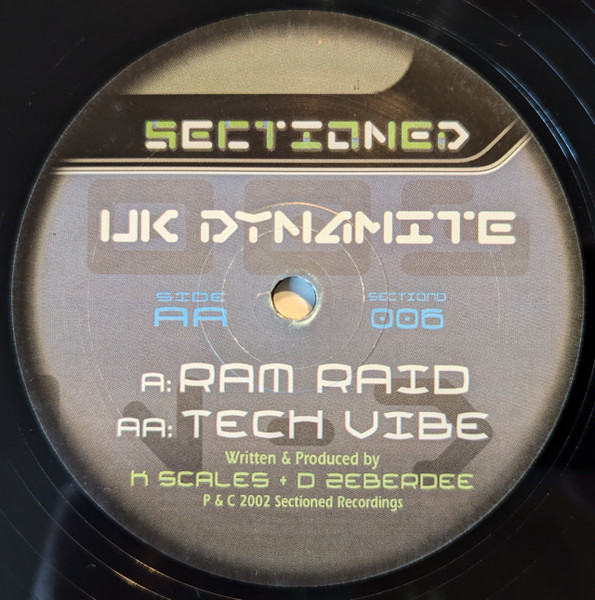 SECTIONED
UK DYNAMITE
SIDE SECTIOND
AA 006
A: RAM RAID
AA: TECH VIBE
Written & Produced by
K SCALES + D ZEBERDEE
P & C 2002 Sectioned Recordings